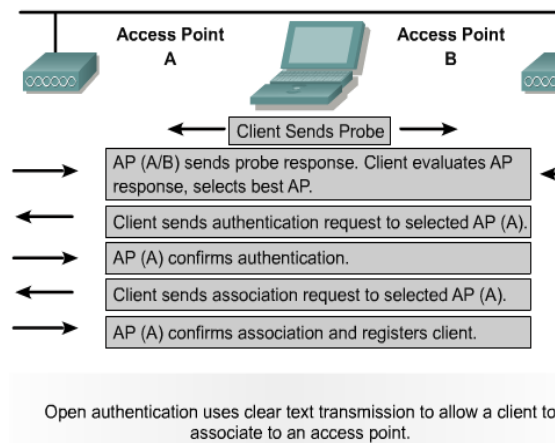 Access Point
A
Access Point
B
Client Sends Probe
AP (A/B) sends probe response. Client evaluates AP
response, selects best AP.
Client sends authentication request to selected AP (A).
AP (A) confirms authentication.
Client sends association request to selected AP (A).
AP (A) confirms association and registers client.
Open authentication uses clear text transmission to allow a client to
associate to an access point.